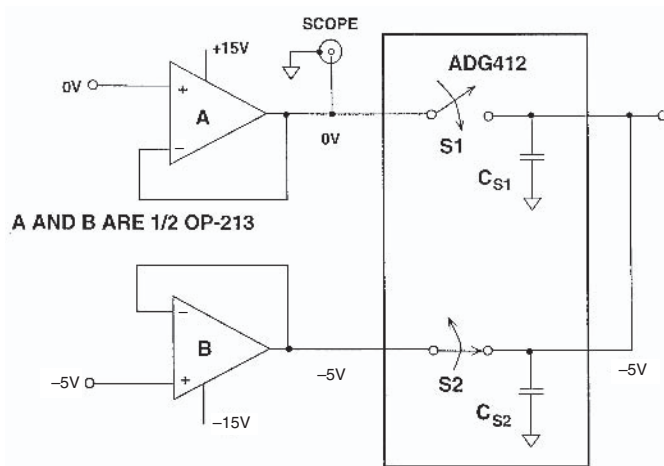 SCOPE
+15V
ADG412
0V
+
A
−
0V
S1
CS1
A AND B ARE 1/2 OP-213
−
B
−5V
+
−5V
S2
−5V
−15V
CS2